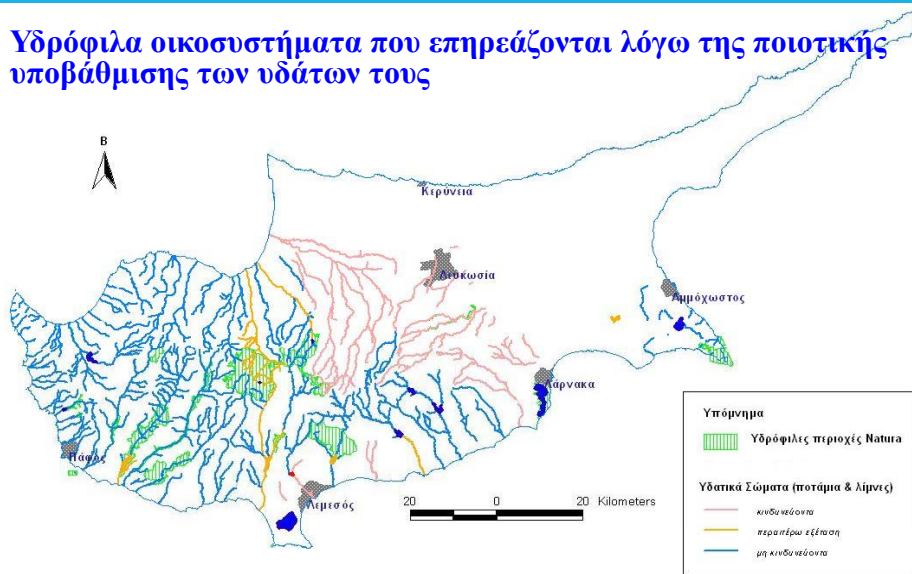 Υδρόφιλα οικοσυστήματα που επηρεάζονται λόγω της ποιοτικής
υποβάθμισης των υδάτων τους
Β
Κερύνεια
Λευκωσία
Αμμόχωστος
Λάρνακα
Πάφος
Λεμεσός
20 0 20 Kilometers
Υπόμνημα
Υδρόφιλες περιοχές Natura
Υδατικά Σώματα (ποτάμια & λίμνες)
κινδυνεύοντα
περαιτέρω εξέταση
μη κινδυνεύοντα